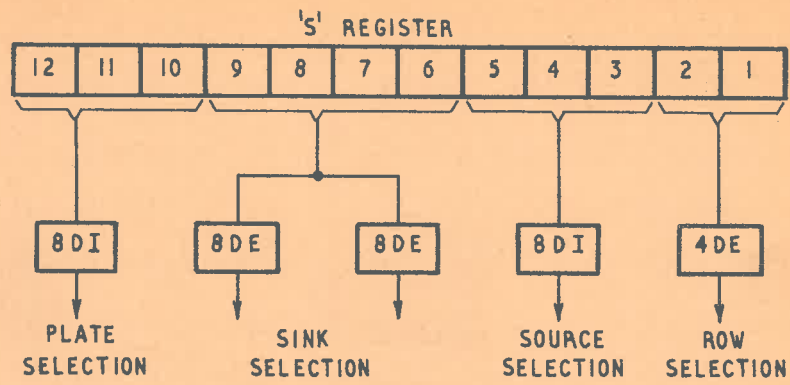 'S' REGISTER
12 11 10 9 8 7 6 5 4 3 2 1
8DI 8DE 8DE 8DI 4DE
PLATE SELECTION
SINK SELECTION
SOURCE SELECTION
ROW SELECTION